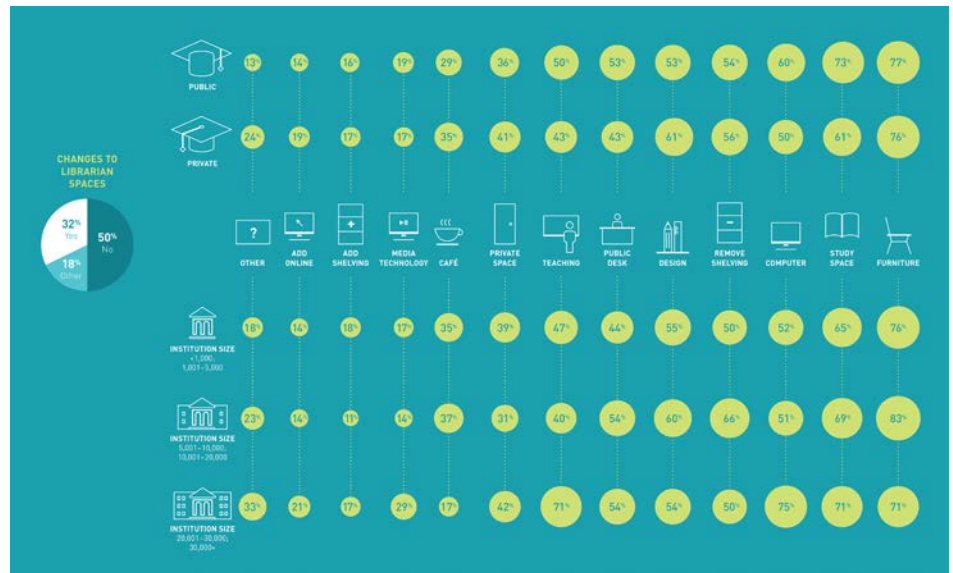 13% 14% 16% 19% 29% 36% 50% 53% 53% 54% 60% 73% 77%
PUBLIC
24% 19% 17% 17% 35% 41% 43% 43% 61% 56% 50% 61% 76%
PRIVATE
CHANGES TO
LIBRARIAN
SPACES
32%
Yes
50%
No
18%
Other
?
OTHER
ADD
ONLINE
ADD
SHELVING
MEDIA
TECHNOLOGY
CAFÉ
PRIVATE
SPACE
TEACHING
PUBLIC
DESK
DESIGN
REMOVE
SHELVING
COMPUTER
STUDY
SPACE
FURNITURE
18% 14% 18% 17% 35% 39% 47% 44% 55% 50% 52% 65% 76%
INSTITUTION SIZE
<1,000;
1,001–5,000
23% 14% 11% 14% 37% 31% 40% 54% 60% 66% 51% 69% 83%
INSTITUTION SIZE
5,001–10,000;
10,001–20,000
33% 21% 17% 29% 17% 42% 71% 54% 54% 50% 75% 71% 71%
INSTITUTION SIZE
20,001–30,000;
30,000+